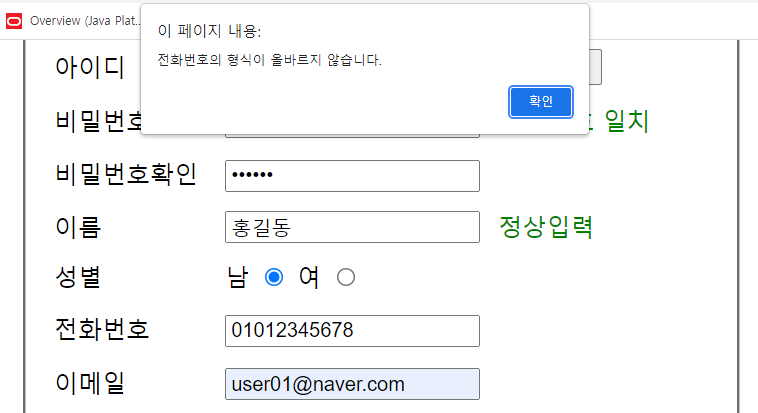 Overview (Java Plat...
이 페이지 내용:
전화번호의 형식이 올바르지 않습니다.
확인
아이디
비밀번호
일치
비밀번호확인 ••••••
이름 홍길동 정상입력
성별 남 여
전화번호 01012345678
이메일 user01@naver.com